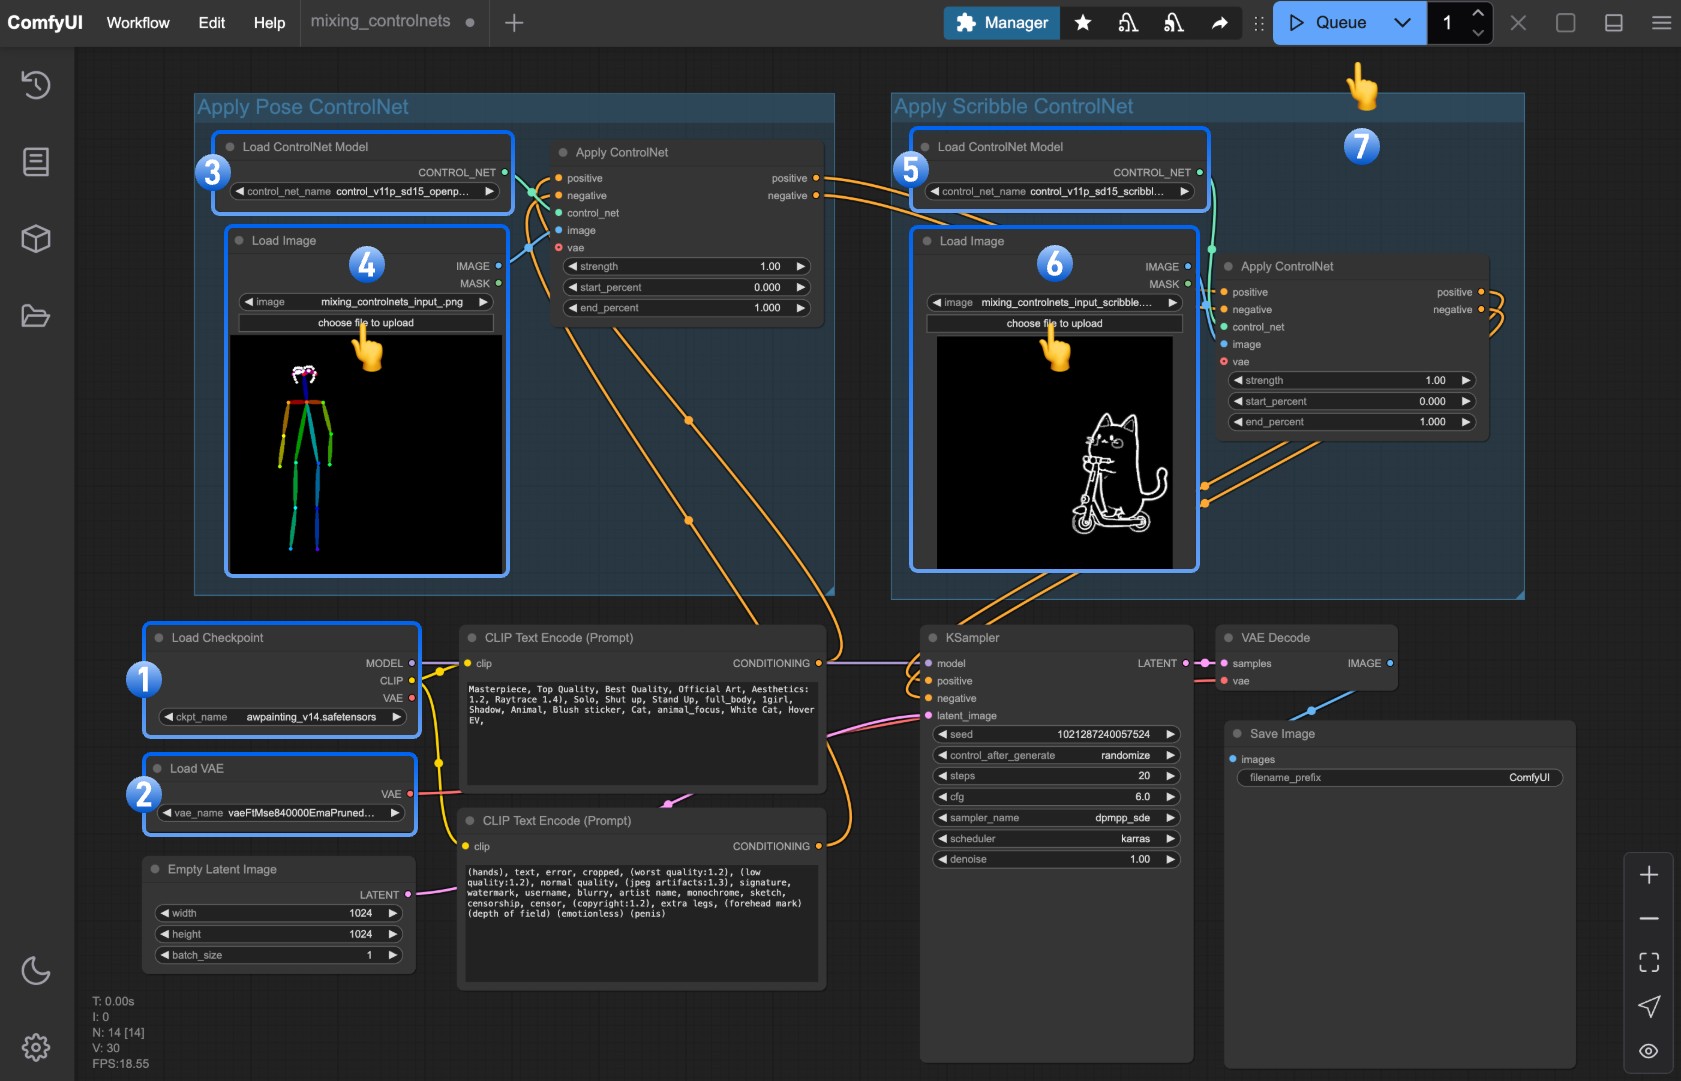 ComfyUI
Workflow
Edit
Help
mixing_controlnets
Manager
Queue
1
Apply Pose ControlNet
3
Load ControlNet Model
CONTROL_NET
control_net_name control_v11p_sd15_openp...
4
Load Image
IMAGE
MASK
image mixing_controlnets_input_.png
choose file to upload
Apply ControlNet
positive positive
negative negative
control_net
image
vae
strength 1.00
start_percent 0.000
end_percent 1.000
Apply Scribble ControlNet
7
5
Load ControlNet Model
CONTROL_NET
control_net_name control_v11p_sd15_scribbl...
6
Load Image
IMAGE
MASK
image mixing_controlnets_input_scribble....
choose file to upload
Apply ControlNet
positive positive
negative negative
control_net
image
vae
strength 1.00
start_percent 0.000
end_percent 1.000
1
Load Checkpoint
MODEL
CLIP
VAE
ckpt_name awpainting_v14.safetensors
2
Load VAE
VAE
vae_name vaeFtMse840000EmaPruned...
Empty Latent Image
LATENT
width 1024
height 1024
batch_size 1
CLIP Text Encode (Prompt)
clip CONDITIONING
Masterpiece, Top Quality, Best Quality, Official Art, Aesthetics:
1.2, Raytrace 1.4), Solo, Shut up, Stand Up, full_body, 1girl,
Shadow, Animal, Blush sticker, Cat, animal_focus, White Cat, Hover
EV,
CLIP Text Encode (Prompt)
clip CONDITIONING
(hands), text, error, cropped, (worst quality:1.2), (low
quality:1.2), normal quality, (jpeg artifacts:1.3), signature,
watermark, username, blurry, artist name, monochrome, sketch,
censorship, censor, (copyright:1.2), extra legs, (forehead mark)
(depth of field) (emotionless) (penis)
KSampler
model LATENT
positive
negative
latent_image
seed 1021287240057524
control_after_generate randomize
steps 20
cfg 6.0
sampler_name dpmpp_sde
scheduler karras
denoise 1.00
VAE Decode
samples IMAGE
vae
Save Image
images
filename_prefix ComfyUI
T: 0.00s
I: 0
N: 14 [14]
V: 30
FPS:18.55